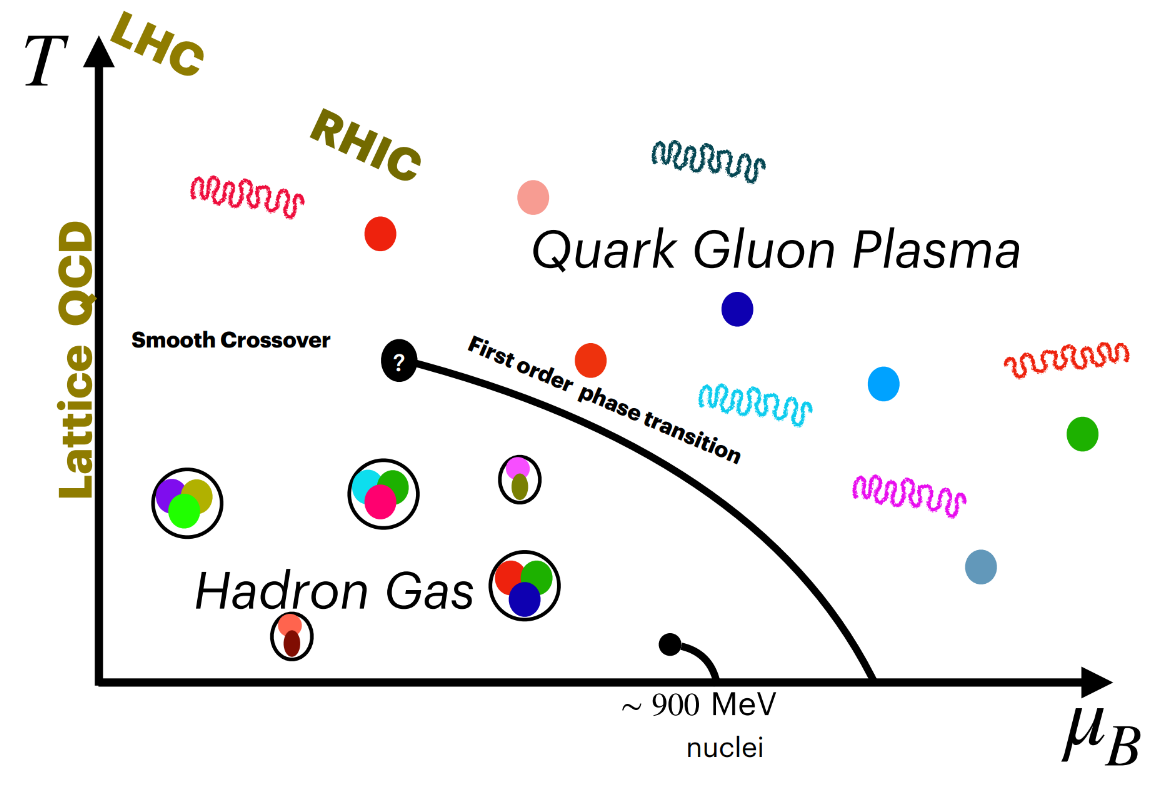 LHC
T
RHIC
Quark Gluon Plasma
Lattice QCD
Smooth Crossover
?
First order phase transition
Hadron Gas
~ 900 MeV
nuclei
μB